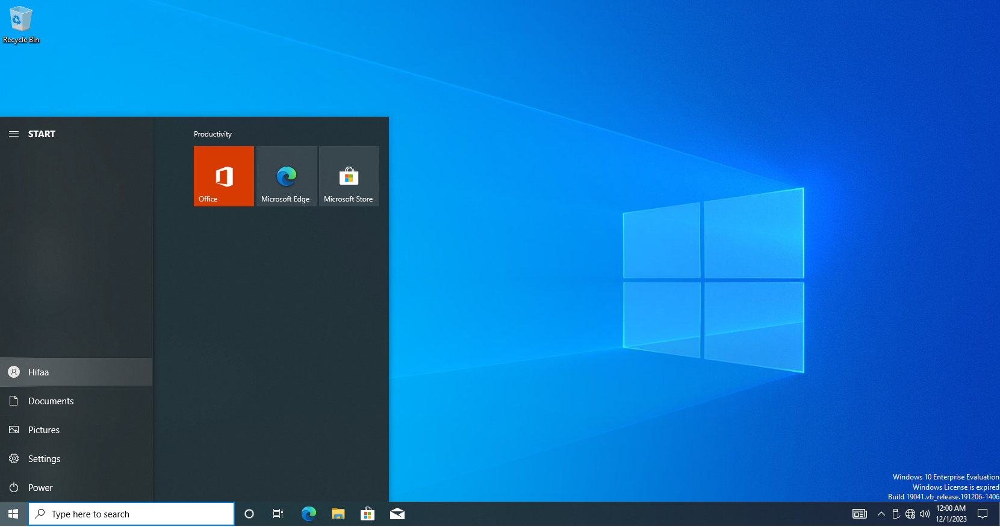 Recycle Bin
START
Productivity
Office
Microsoft Edge
Microsoft Store
Hifaa
Documents
Pictures
Settings
Power
Windows 10 Enterprise Evaluation
Windows License is expired
Build 19041.vb_release.191206-1406
Type here to search
12:00 AM
12/1/2023